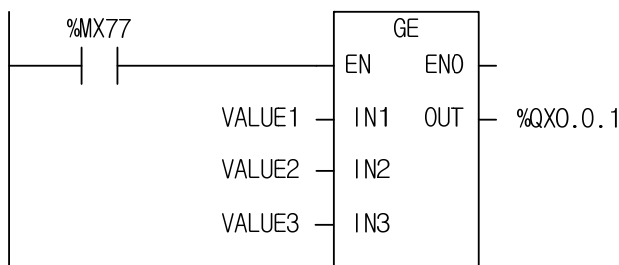 %MX77
GE
EN ENO
VALUE1 IN1 OUT %QX0.0.1
VALUE2 IN2
VALUE3 IN3